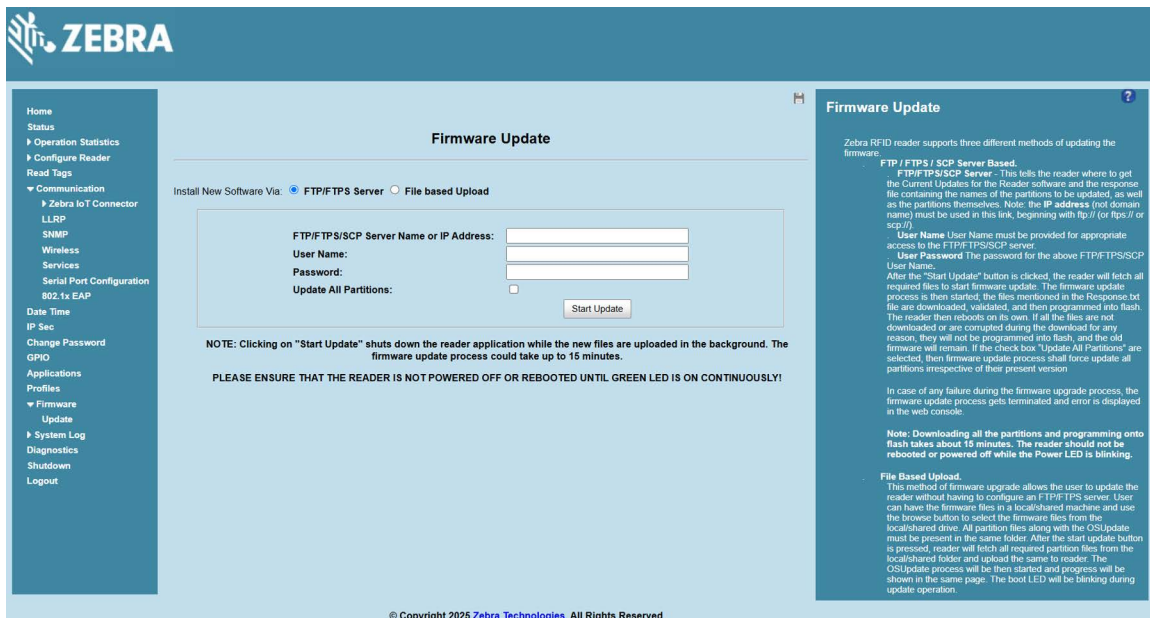 ZEBRA
Home
Status
Operation Statistics
Configure Reader
Read Tags
Communication
Zebra IoT Connector
LLRP
SNMP
Wireless
Services
Serial Port Configuration
802.1x EAP
Date Time
IP Sec
Change Password
GPIO
Applications
Profiles
Firmware
Update
System Log
Diagnostics
Shutdown
Logout
Firmware Update
Install New Software Via: FTP/FTPS Server File based Upload
FTP/FTPS/SCP Server Name or IP Address:
User Name:
Password:
Update All Partitions:
Start Update
NOTE: Clicking on "Start Update" shuts down the reader application while the new files are uploaded in the background. The
firmware update process could take up to 15 minutes.
PLEASE ENSURE THAT THE READER IS NOT POWERED OFF OR REBOOTED UNTIL GREEN LED IS ON CONTINUOUSLY!
?
Firmware Update
Zebra RFID reader supports three different methods of updating the
firmware.
. FTP / FTPS / SCP Server Based.
. FTP/FTPS/SCP Server - This tells the reader where to get
the Current Updates for the Reader software and the response
file containing the names of the partitions to be updated, as well
as the partitions themselves. Note: the IP address (not domain
name) must be used in this link, beginning with ftp:// (or ftps:// or
scp://).
. User Name User Name must be provided for appropriate
access to the FTP/FTPS/SCP server.
. User Password The password for the above FTP/FTPS/SCP
User Name.
After the "Start Update" button is clicked, the reader will fetch all
required files to start firmware update. The firmware update
process is then started; the files mentioned in the Response.txt
file are downloaded, validated, and then programmed into flash.
The reader then reboots on its own. If all the files are not
downloaded or are corrupted during the download for any
reason, they will not be programmed into flash, and the old
firmware will remain. If the check box "Update All Partitions" are
selected, then firmware update process shall force update all
partitions irrespective of their present version
In case of any failure during the firmware upgrade process, the
firmware update process gets terminated and error is displayed
in the web console.
Note: Downloading all the partitions and programming onto
flash takes about 15 minutes. The reader should not be
rebooted or powered off while the Power LED is blinking.
. File Based Upload.
This method of firmware upgrade allows the user to update the
reader without having to configure an FTP/FTPS server. User
can have the firmware files in a local/shared machine and use
the browse button to select the firmware files from the
local/shared drive. All partition files along with the OSUpdate
must be present in the same folder. After the start update button
is pressed, reader will fetch all required partition files from the
local/shared folder and upload the same to reader. The
OSUpdate process will be then started and progress will be
shown in the same page. The boot LED will be blinking during
update operation.
© Copyright 2025 Zebra Technologies. All Rights Reserved